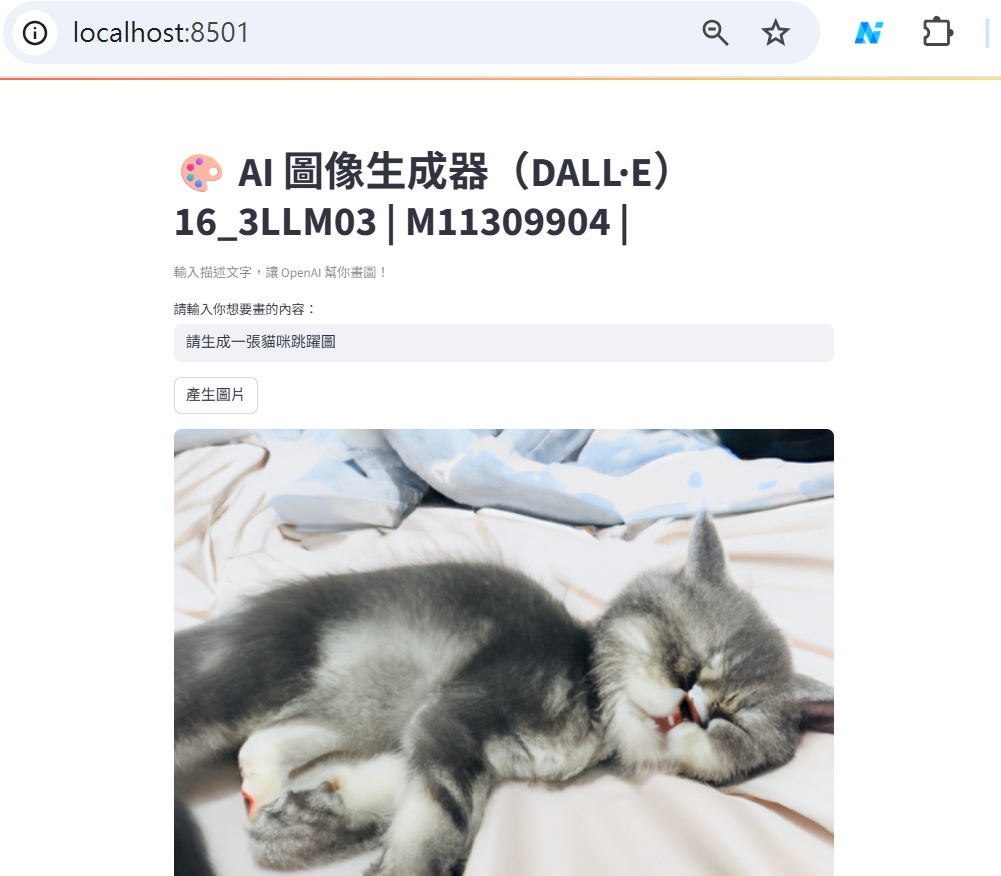 localhost:8501
AI 圖像生成器（DALL·E）
16_3LLM03 | M11309904 |
輸入描述文字，讓 OpenAI 幫你畫圖！
請輸入你想要畫的內容：
請生成一張貓咪跳躍圖
產生圖片